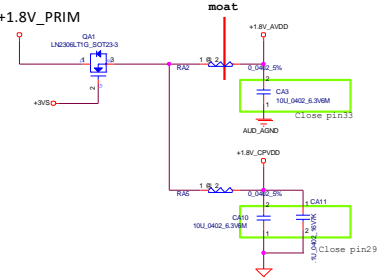 moat
+1.8V_PRIM
+1.8V_AVDD
QA1
LN2306LT1G_SOT23-3
1
3
2
1 @ 2
RA2
0_0402_5%
2
CA3
10U_0402_6.3V6M
1
+3VS
Close pin33
AUD_AGND
+1.8V_CPVDD
1 @ 2
RA5
0_0402_5%
2
1
CA11
CA10
10U_0402_6.3V6M
.1U_0402_16V7K
1
2
Close pin29